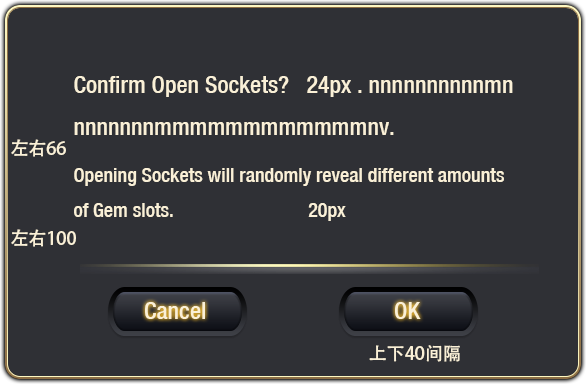 Confirm Open Sockets? 24px . nnnnnnnnnnmn
nnnnnnnmmmmmmmmmmmmnv.
左右66
Opening Sockets will randomly reveal different amounts
of Gem slots. 20px
左右100
Cancel OK
上下40间隔